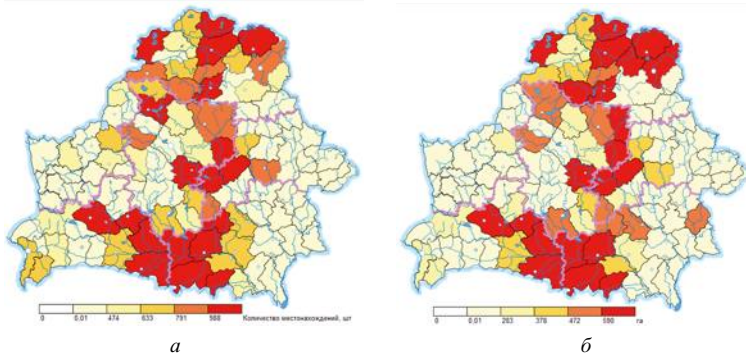 0 0,01 474 633 791 988 Количество местонахождений, шт
0 0,01 263 378 472 590 га
а б